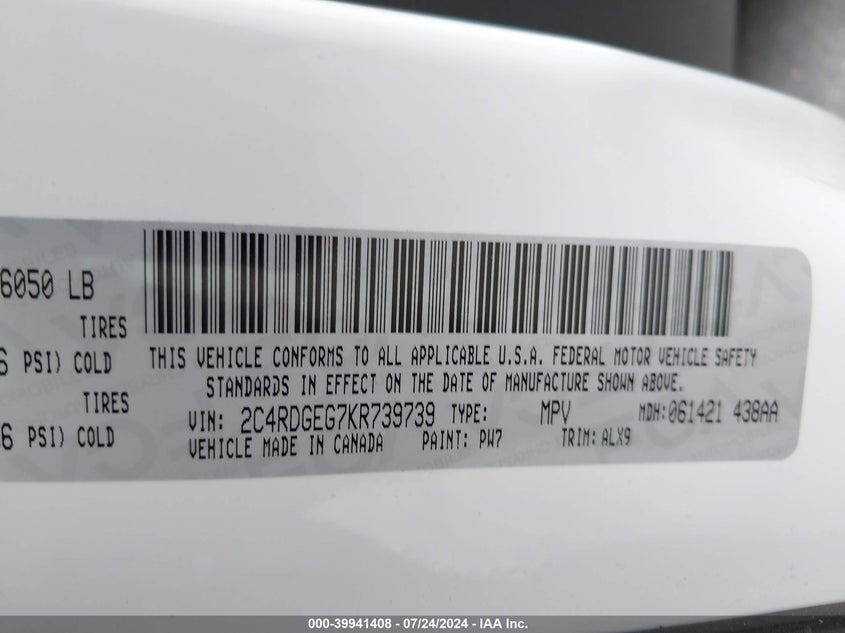 6050 LB
TIRES
6 PSI) COLD
TIRES
6 PSI) COLD
THIS VEHICLE CONFORMS TO ALL APPLICABLE U.S.A. FEDERAL MOTOR VEHICLE SAFETY
STANDARDS IN EFFECT ON THE DATE OF MANUFACTURE SHOWN ABOVE.
VIN: 2C4RDGEG7KR739739 TYPE: MPV MDH: 061421 438AA
VEHICLE MADE IN CANADA PAINT: PW7 TRIM: ALX9
000-39941408 - 07/24/2024 - IAA Inc.